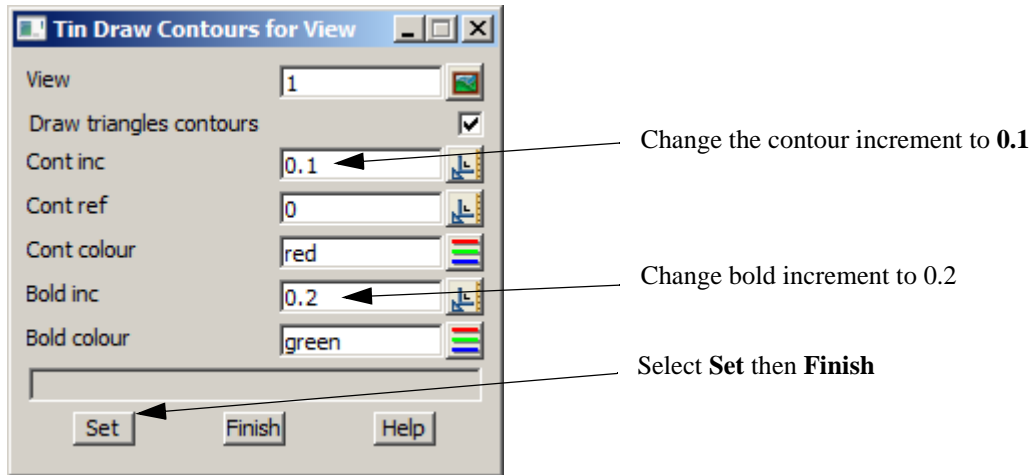 Tin Draw Contours for View
View 1
Draw triangles contours
Change the contour increment to 0.1
Cont inc 0.1
Cont ref 0
Cont colour red
Change bold increment to 0.2
Bold inc 0.2
Bold colour green
Select Set then Finish
Set Finish Help